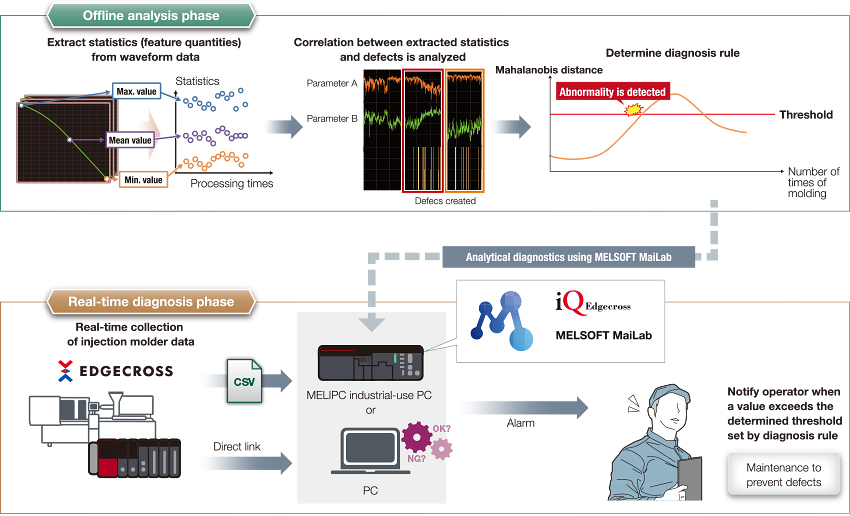 Offline analysis phase
Extract statistics (feature quantities)
from waveform data
Statistics
Max. value
Mean value
Min. value
Processing times
Correlation between extracted statistics
and defects is analyzed
Parameter A
Parameter B
Defecs created
Determine diagnosis rule
Mahalanobis distance
Abnormality is detected
Threshold
Number of
times of
molding
Analytical diagnostics using MELSOFT MaiLab
Real-time diagnosis phase
Real-time collection
of injection molder data
EDGECROSS
CSV
Direct link
MELIPC industrial-use PC
or
OK?
NG?
PC
iQ Edgecross
MELSOFT MaiLab
Alarm
Notify operator when
a value exceeds the
determined threshold
set by diagnosis rule
Maintenance to
prevent defects